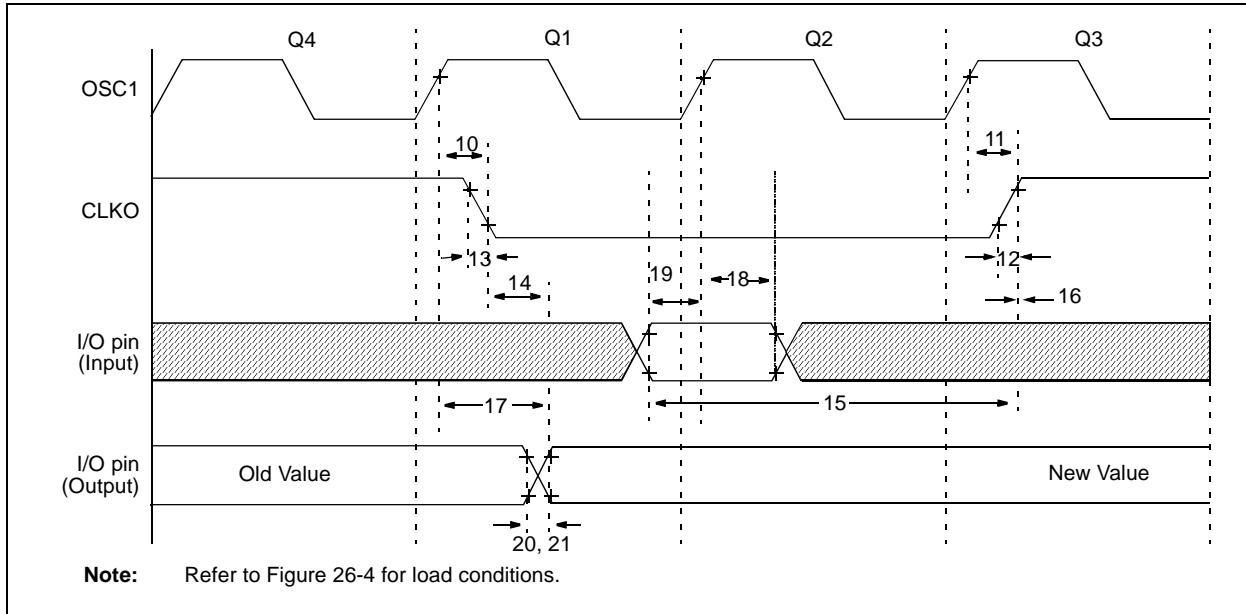 Q4 Q1 Q2 Q3
OSC1
10 11
CLKO
13 19 18 12
14 16
I/O pin
(Input)
17 15
I/O pin
(Output)
Old Value New Value
20, 21
Note: Refer to Figure 26-4 for load conditions.